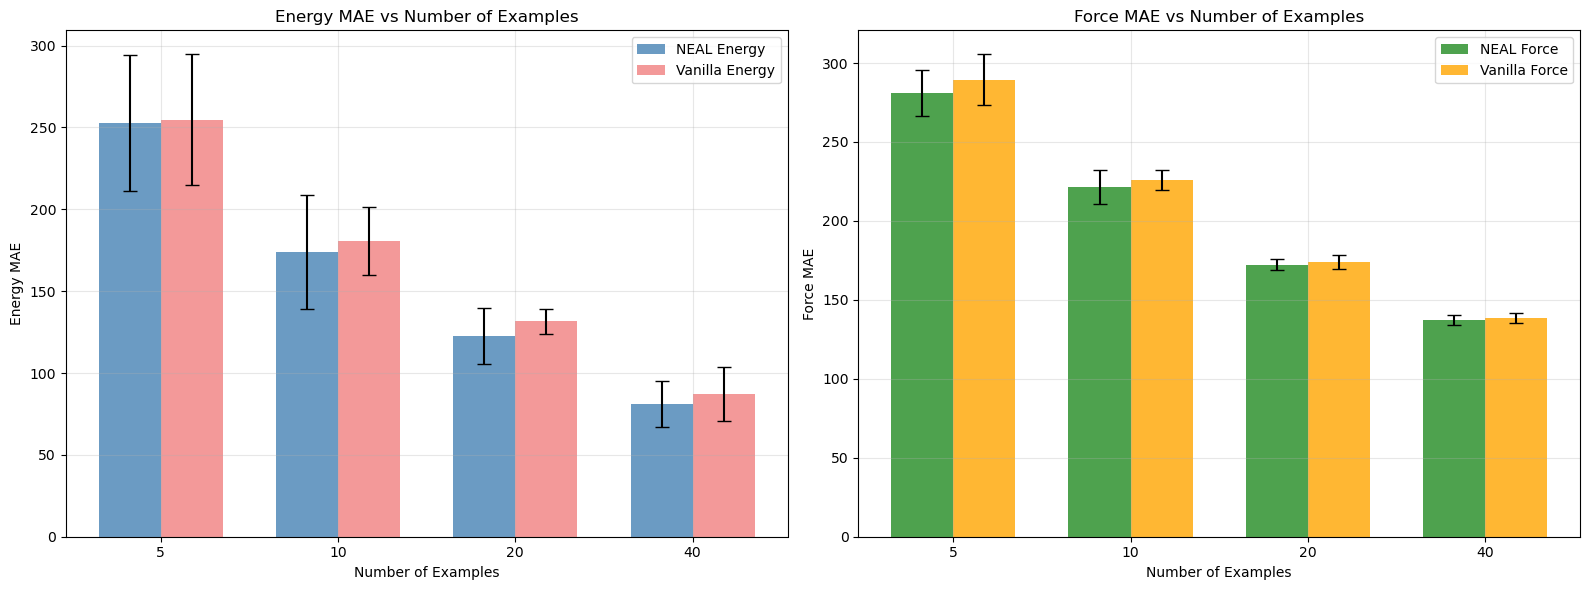 Energy MAE vs Number of Examples
NEAL Energy
Vanilla Energy
Energy MAE
300
250
200
150
100
50
0
5
10
20
40
Number of Examples
Force MAE vs Number of Examples
NEAL Force
Vanilla Force
Force MAE
300
250
200
150
100
50
0
5
10
20
40
Number of Examples